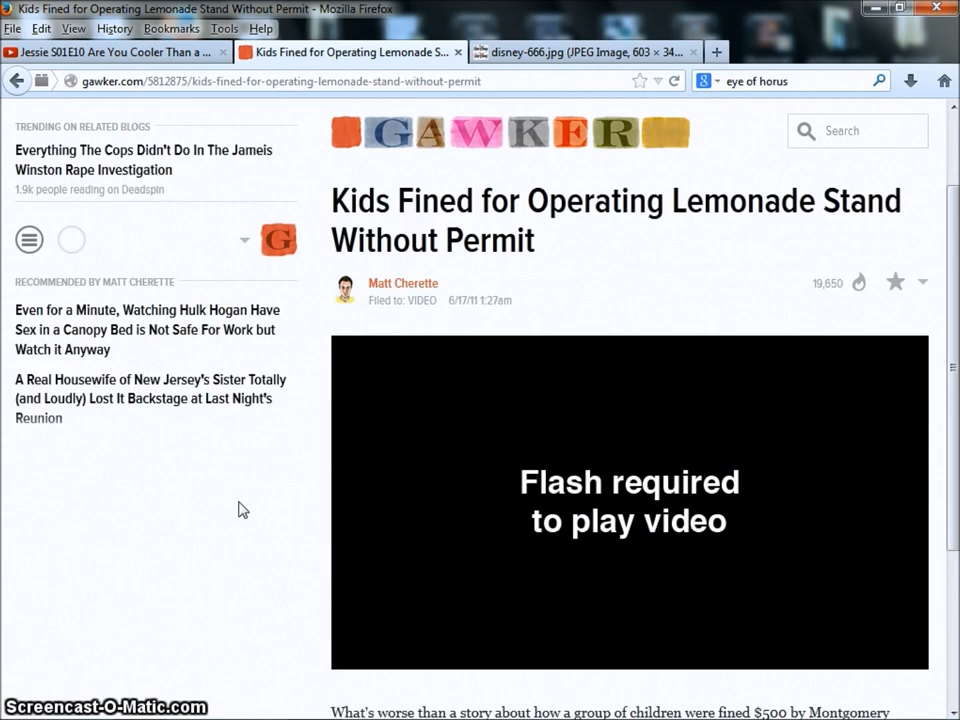 Kids Fined for Operating Lemonade Stand Without Permit - Mozilla Firefox
File Edit View History Bookmarks Tools Help
Jessie S01E10 Are You Cooler Than a ... × Kids Fined for Operating Lemonade S... × disney-666.jpg (JPEG Image, 603 × 34... × +
gawker.com/5812875/kids-fined-for-operating-lemonade-stand-without-permit
eye of horus
TRENDING ON RELATED BLOGS
Everything The Cops Didn't Do In The Jameis
Winston Rape Investigation
1.9k people reading on Deadspin
G
RECOMMENDED BY MATT CHERETTE
Even for a Minute, Watching Hulk Hogan Have
Sex in a Canopy Bed is Not Safe For Work but
Watch it Anyway
A Real Housewife of New Jersey's Sister Totally
(and Loudly) Lost It Backstage at Last Night's
Reunion
GAWKER
Search
Kids Fined for Operating Lemonade Stand
Without Permit
Matt Cherette
Filed to: VIDEO 6/17/11 1:27am
19,650
Flash required
to play video
What's worse than a story about how a group of children were fined $500 by Montgomery
Screencast-O-Matic.com